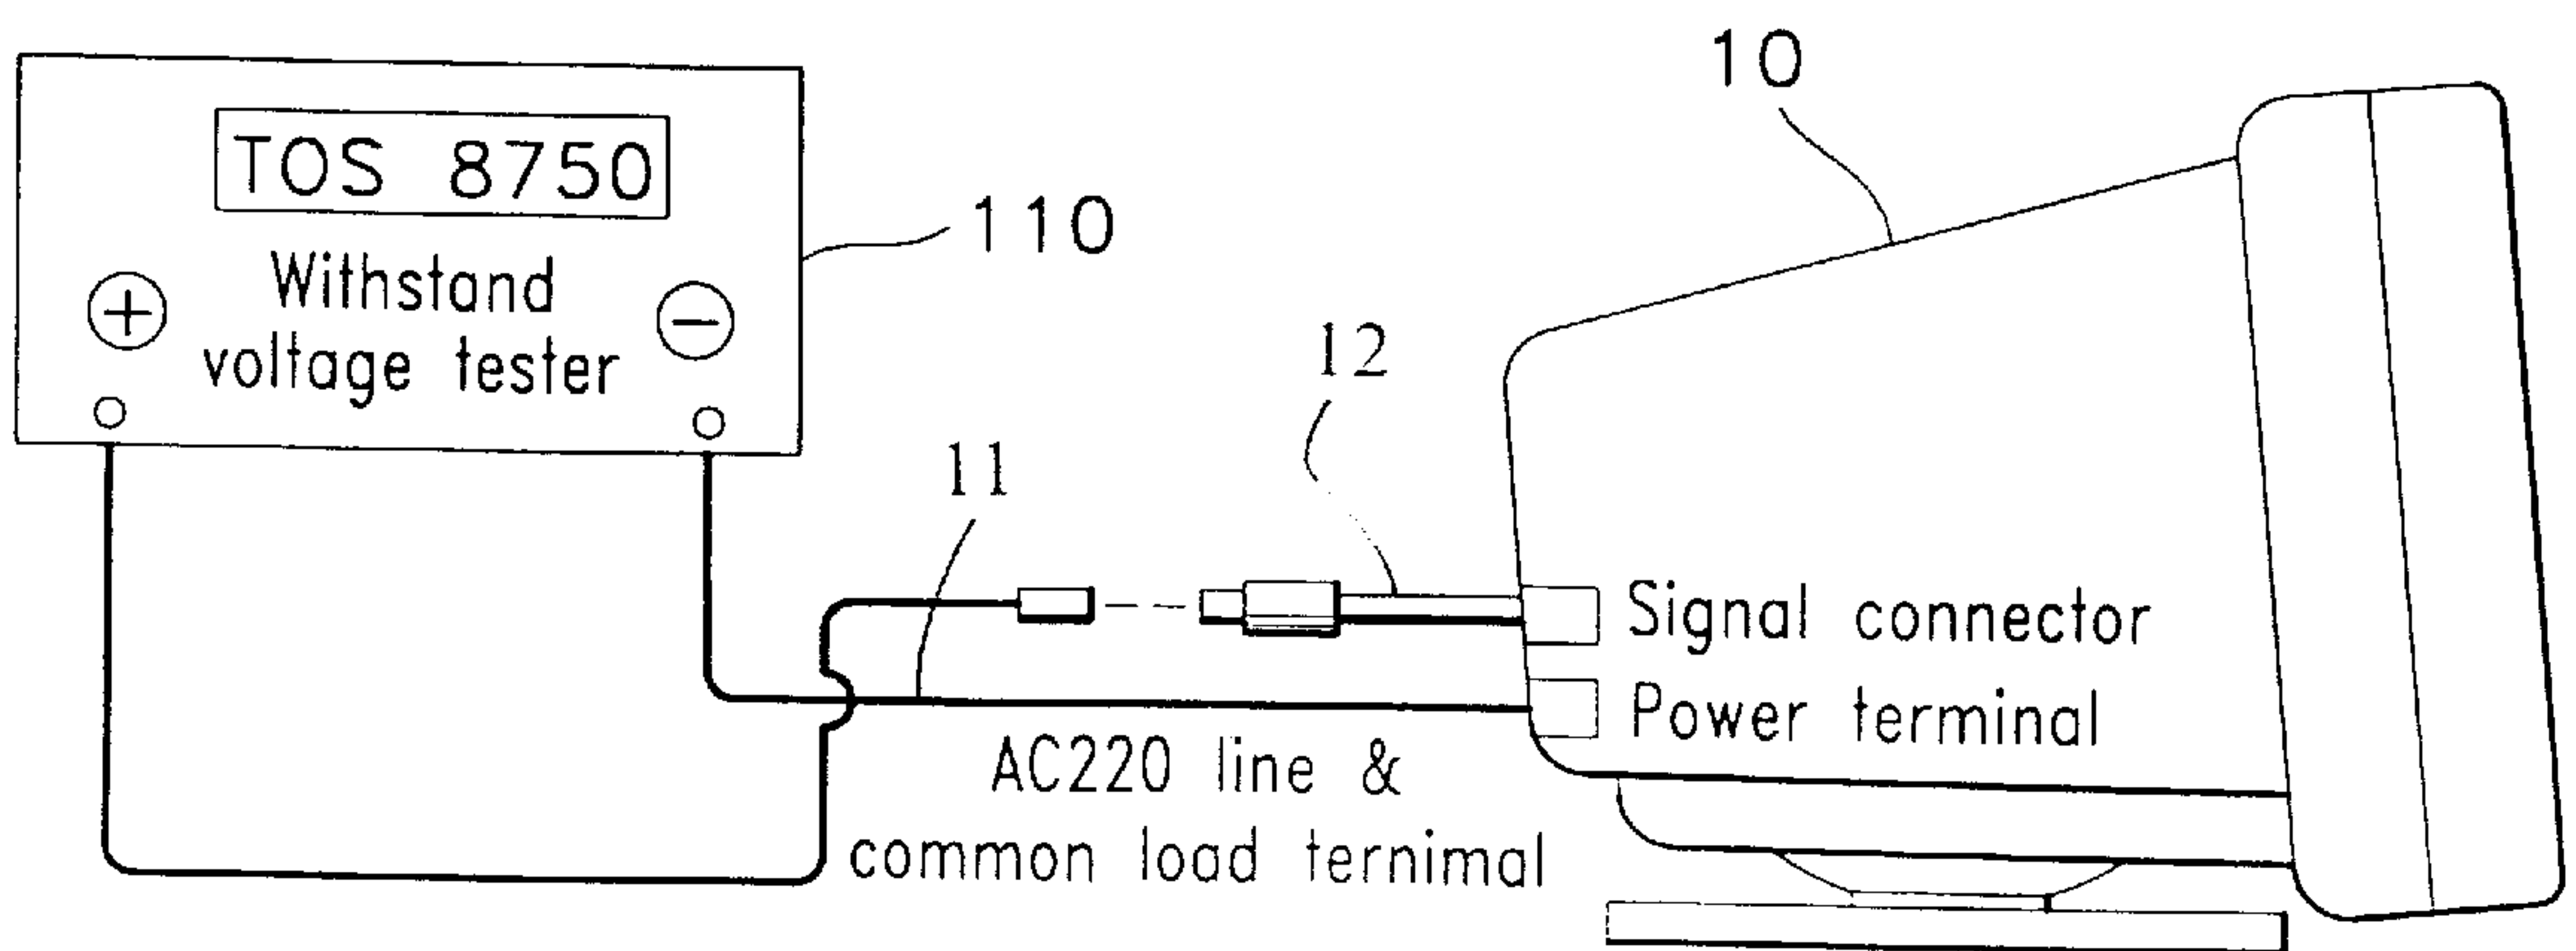 10
TOS 8750
110
+
−
Withstand
voltage tester
12
11
Signal connector
Power terminal
AC220 line &
common load ternimal